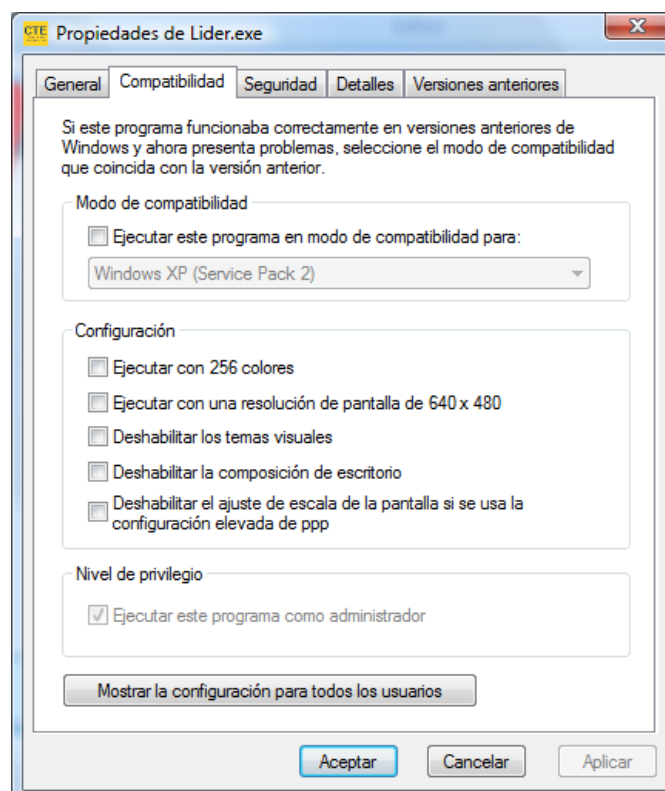 CTE Propiedades de Lider.exe
General Compatibilidad Seguridad Detalles Versiones anteriores
Si este programa funcionaba correctamente en versiones anteriores de
Windows y ahora presenta problemas, seleccione el modo de compatibilidad
que coincida con la versión anterior.
Modo de compatibilidad
Ejecutar este programa en modo de compatibilidad para:
Windows XP (Service Pack 2)
Configuración
Ejecutar con 256 colores
Ejecutar con una resolución de pantalla de 640 x 480
Deshabilitar los temas visuales
Deshabilitar la composición de escritorio
Deshabilitar el ajuste de escala de la pantalla si se usa la
configuración elevada de ppp
Nivel de privilegio
Ejecutar este programa como administrador
Mostrar la configuración para todos los usuarios
Aceptar Cancelar Aplicar